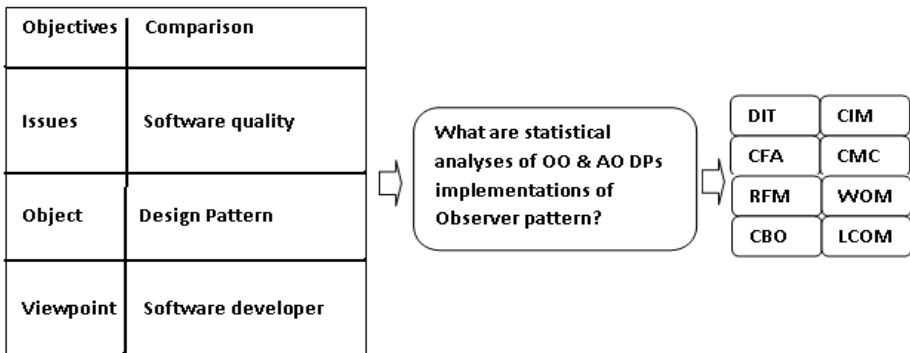 Objectives Comparison
Issues Software quality
Object Design Pattern
Viewpoint Software developer
What are statistical
analyses of OO & AO DPs
implementations of
Observer pattern?
DIT CIM
CFA CMC
RFM WOM
CBO LCOM